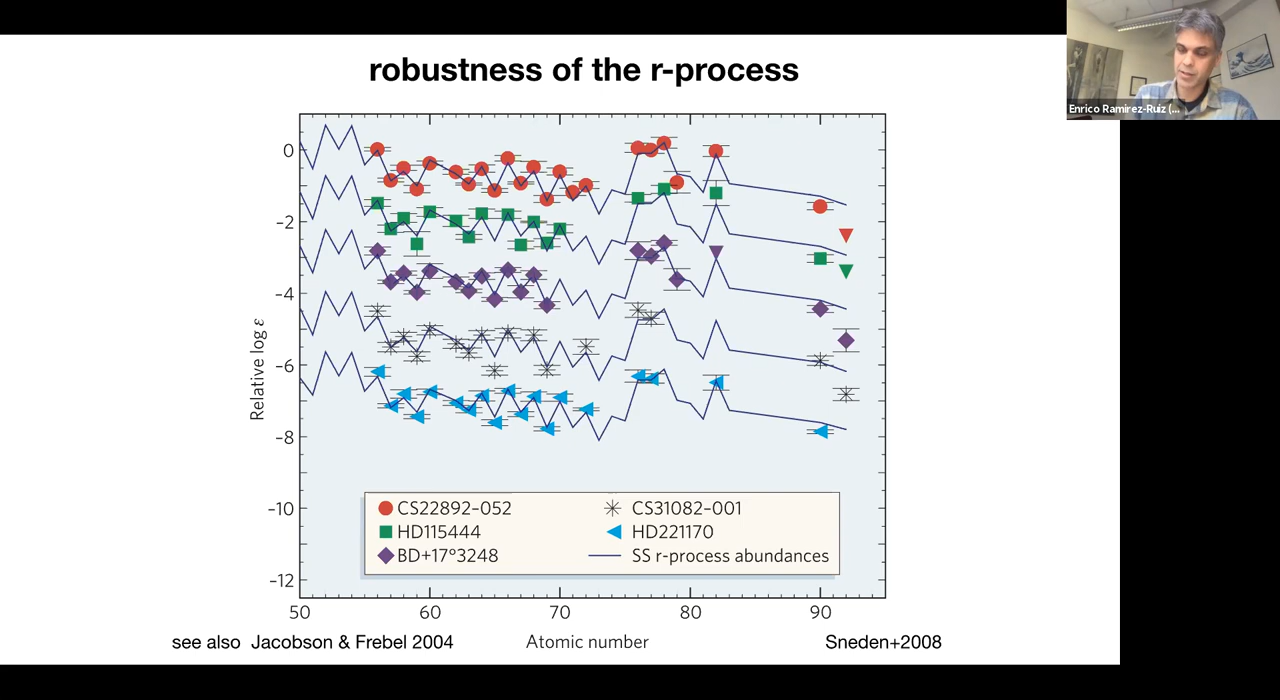 robustness of the r-process
Enrico Ramirez-Ruiz (...
0
-2
-4
-6
-8
-10
-12
Relative log ε
CS22892-052
HD115444
BD+17°3248
CS31082-001
HD221170
SS r-process abundances
50
60
70
80
90
see also Jacobson & Frebel 2004
Atomic number
Sneden+2008